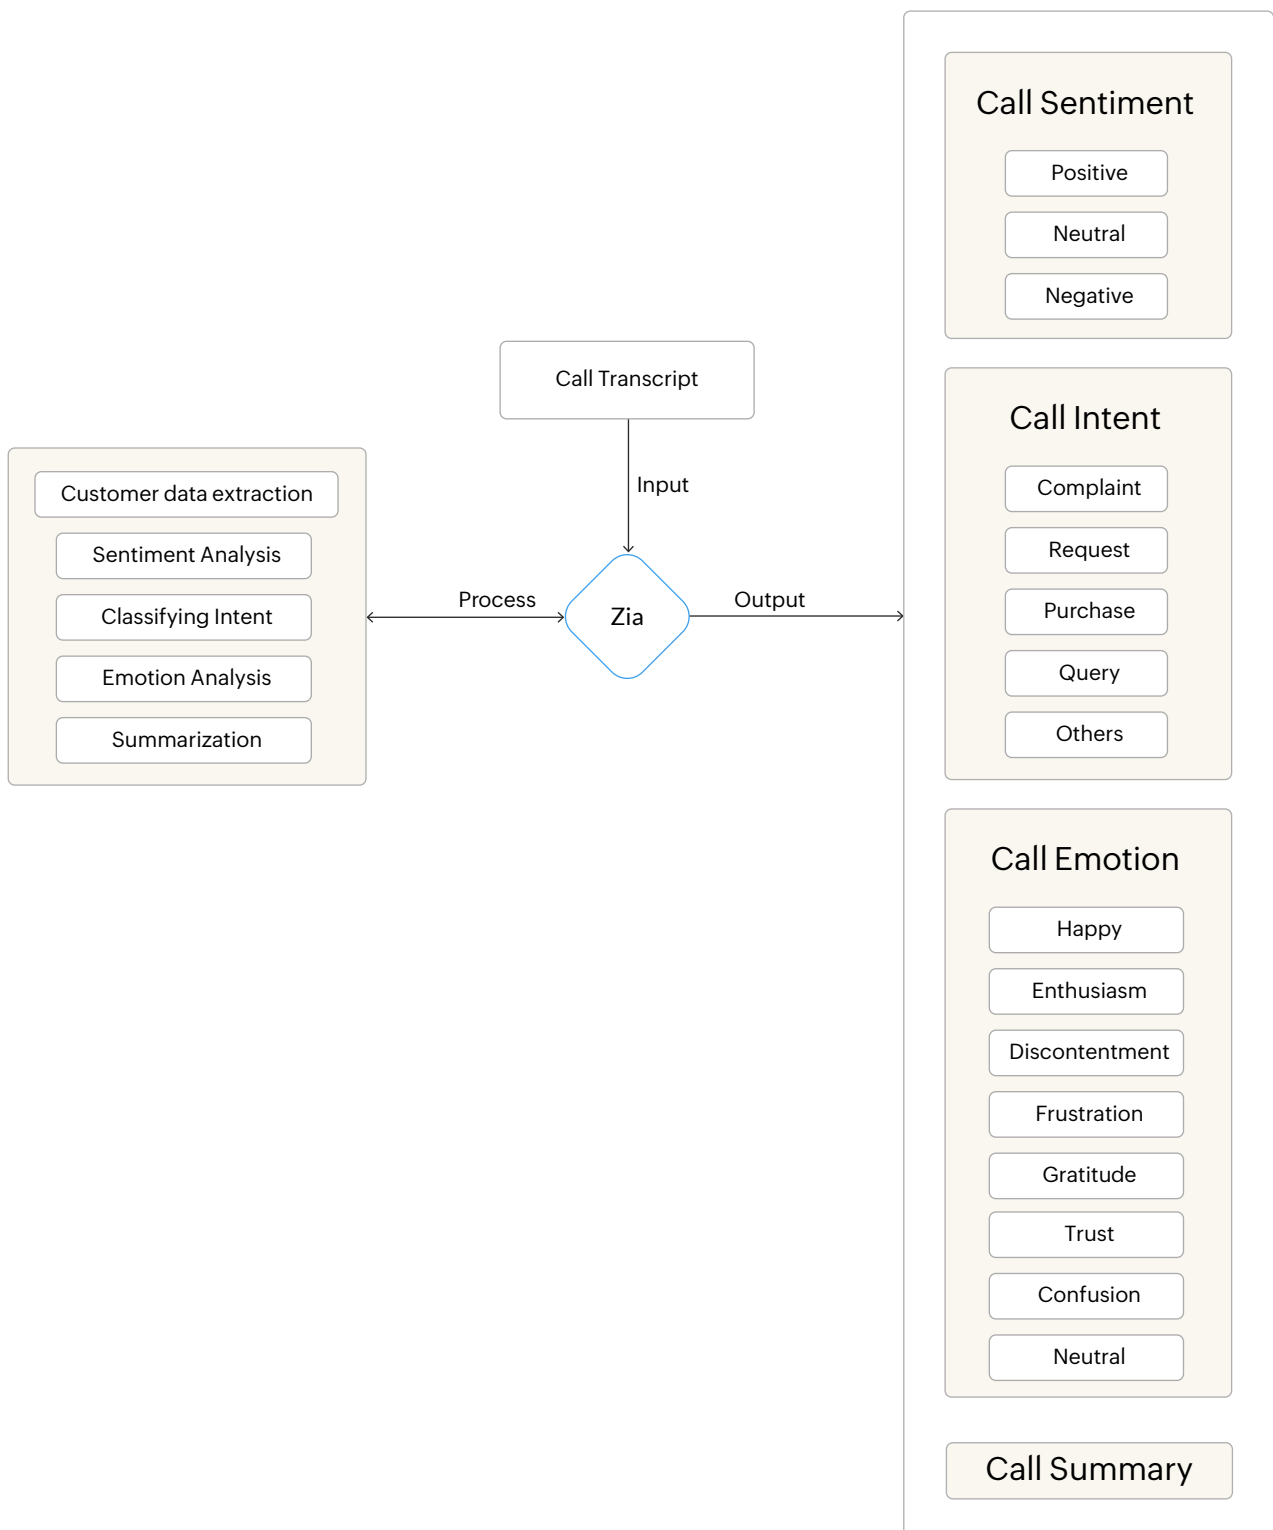 Call Transcript
Input
Customer data extraction
Sentiment Analysis
Classifying Intent
Emotion Analysis
Summarization
Process
Zia
Output
Call Sentiment
Positive
Neutral
Negative
Call Intent
Complaint
Request
Purchase
Query
Others
Call Emotion
Happy
Enthusiasm
Discontentment
Frustration
Gratitude
Trust
Confusion
Neutral
Call Summary